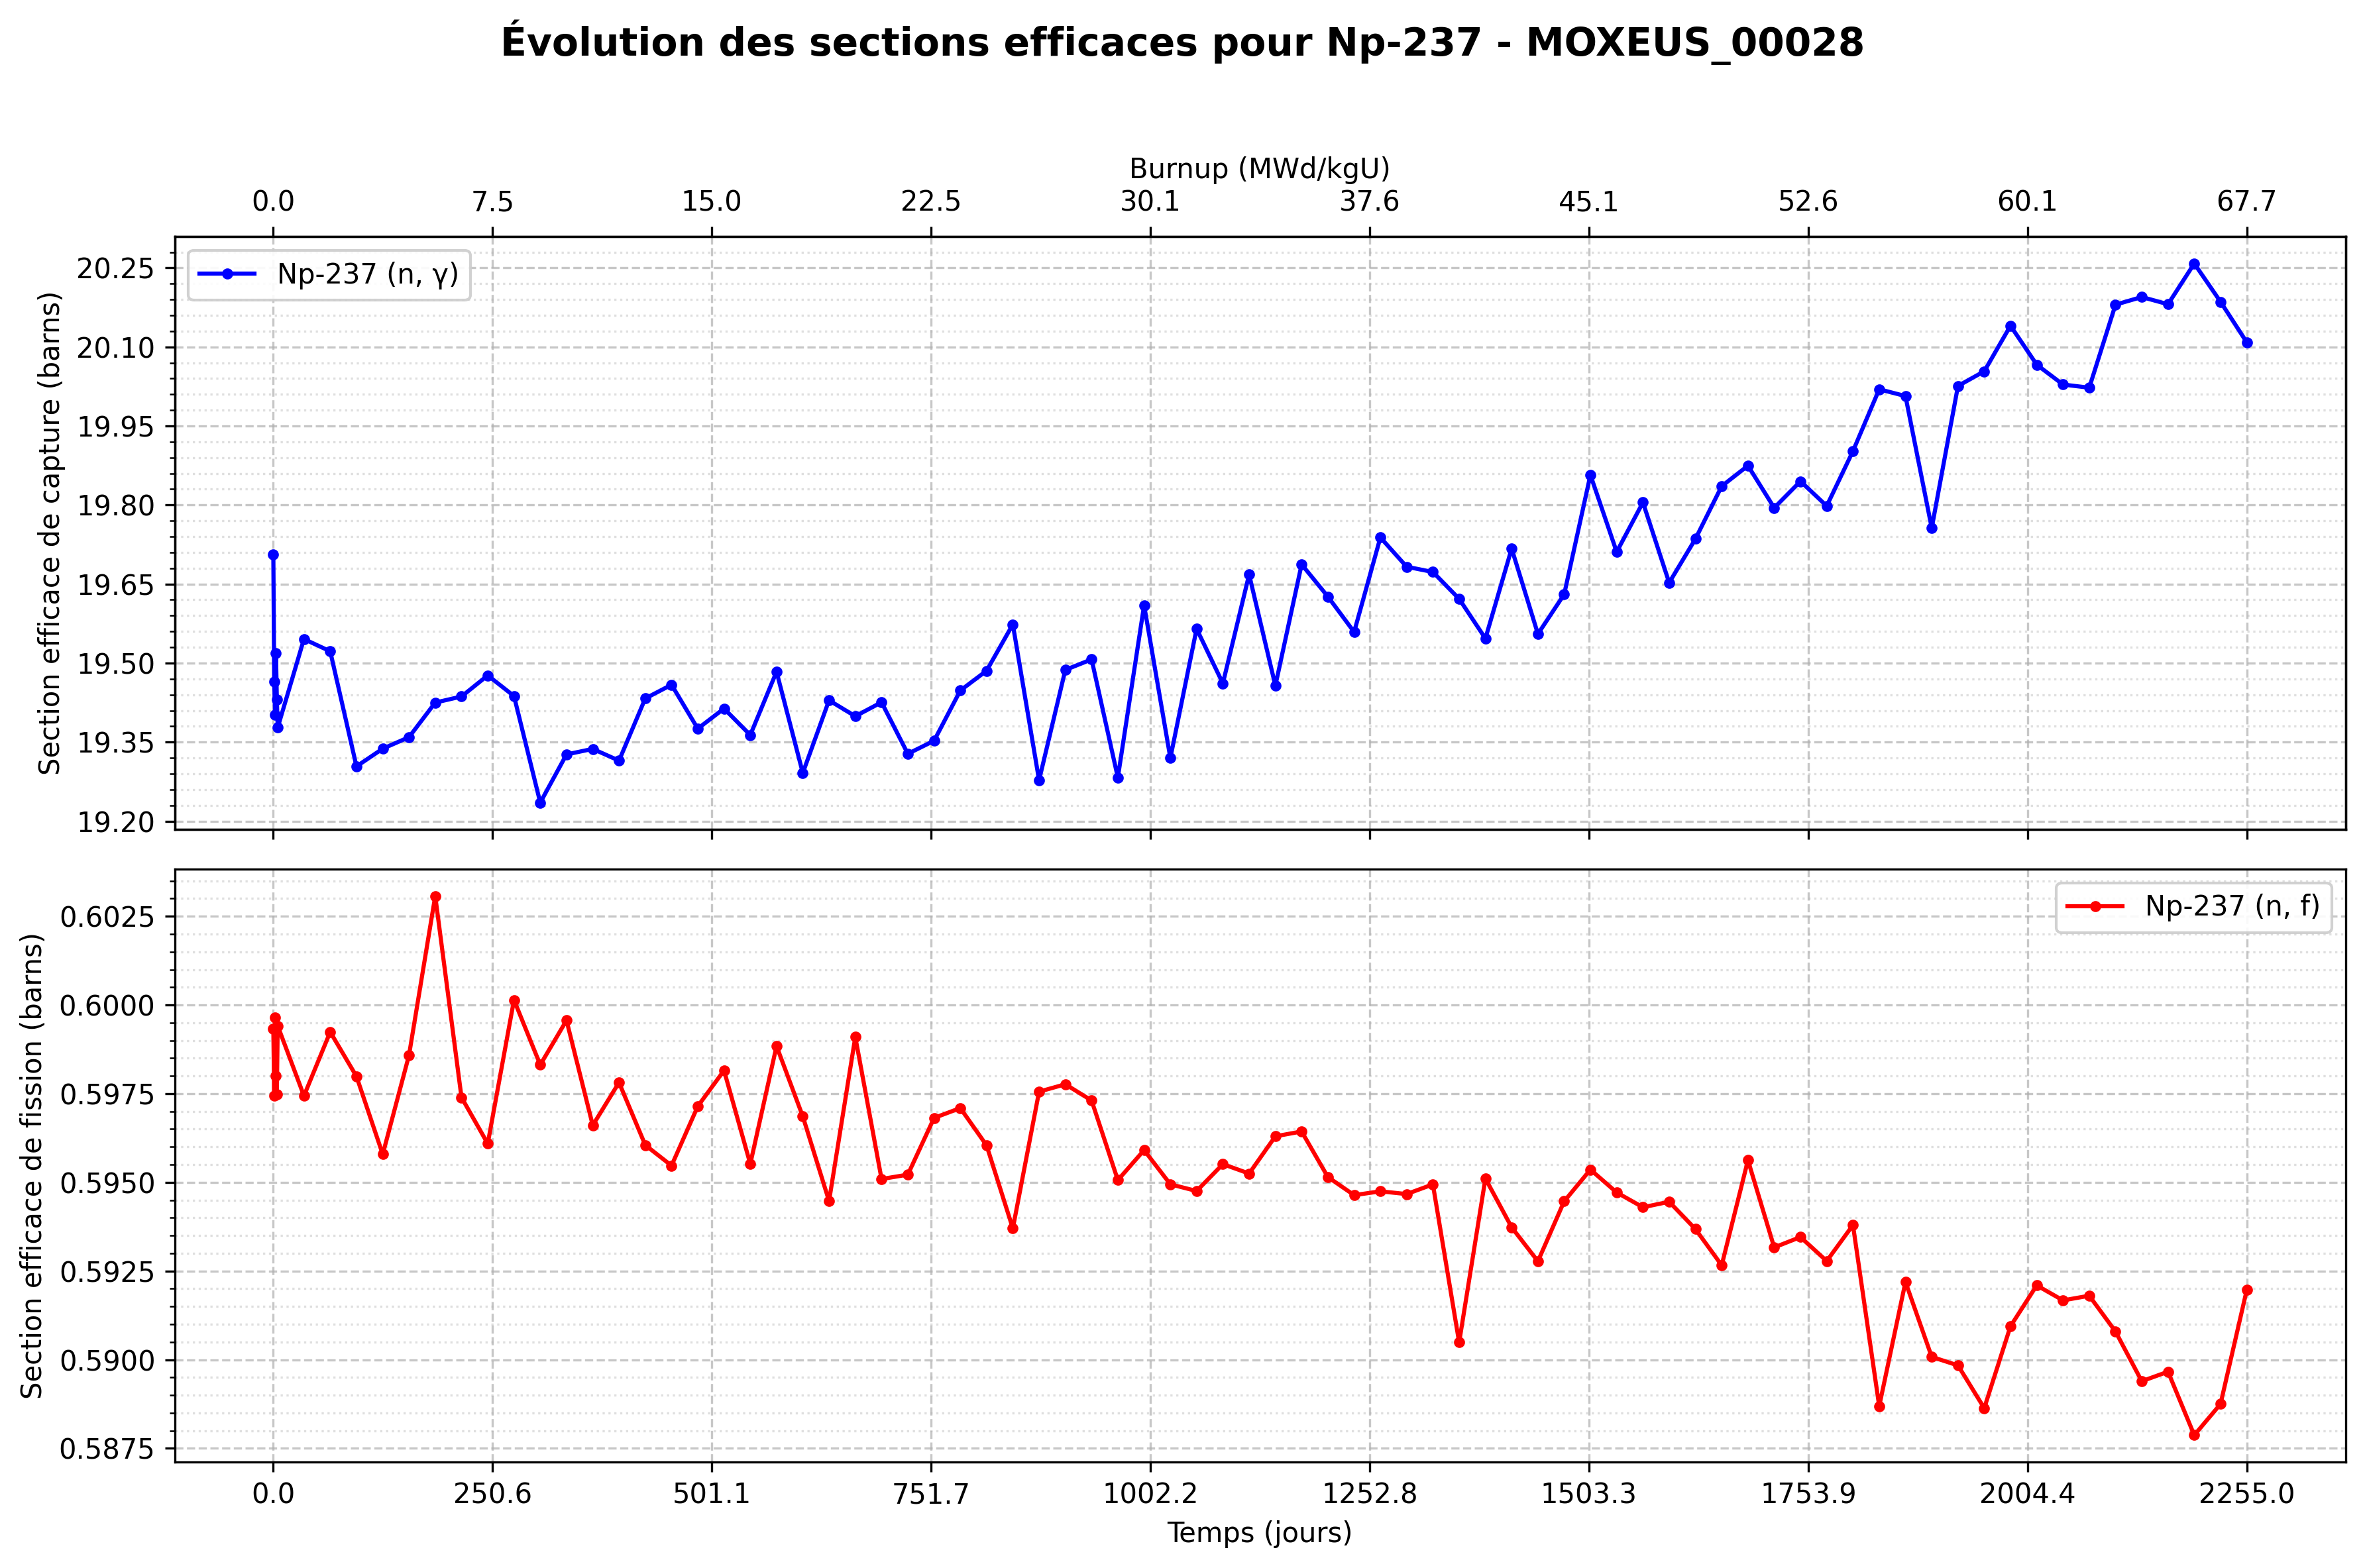 Évolution des sections efficaces pour Np-237 - MOXEUS_00028
Burnup (MWd/kgU)
0.0 7.5 15.0 22.5 30.1 37.6 45.1 52.6 60.1 67.7
Np-237 (n, γ)
Section efficace de capture (barns)
20.25
20.10
19.95
19.80
19.65
19.50
19.35
19.20
Np-237 (n, f)
Section efficace de fission (barns)
0.6025
0.6000
0.5975
0.5950
0.5925
0.5900
0.5875
0.0 250.6 501.1 751.7 1002.2 1252.8 1503.3 1753.9 2004.4 2255.0
Temps (jours)